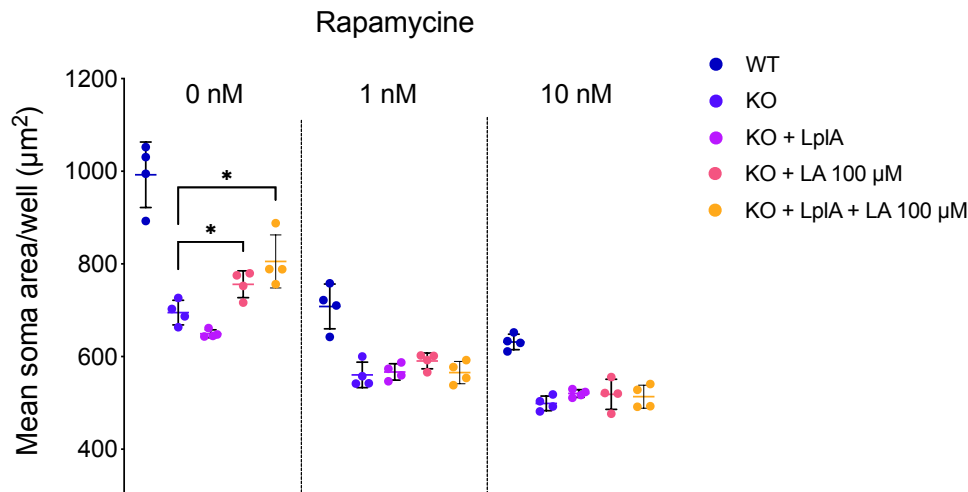 Rapamycine
Mean soma area/well (µm²)
1200
1000
800
600
400
0 nM
1 nM
10 nM
*
*
WT
KO
KO + LplA
KO + LA 100 µM
KO + LplA + LA 100 µM